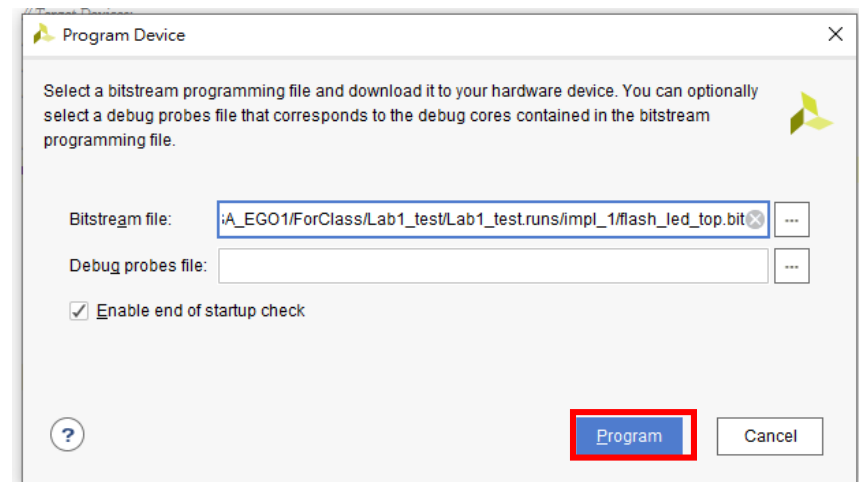 // Target Devices:
Program Device
Select a bitstream programming file and download it to your hardware device. You can optionally
select a debug probes file that corresponds to the debug cores contained in the bitstream
programming file.
Bitstream file:
A_EGO1/ForClass/Lab1_test/Lab1_test.runs/impl_1/flash_led_top.bit
...
Debug probes file:
...
Enable end of startup check
?
Program
Cancel